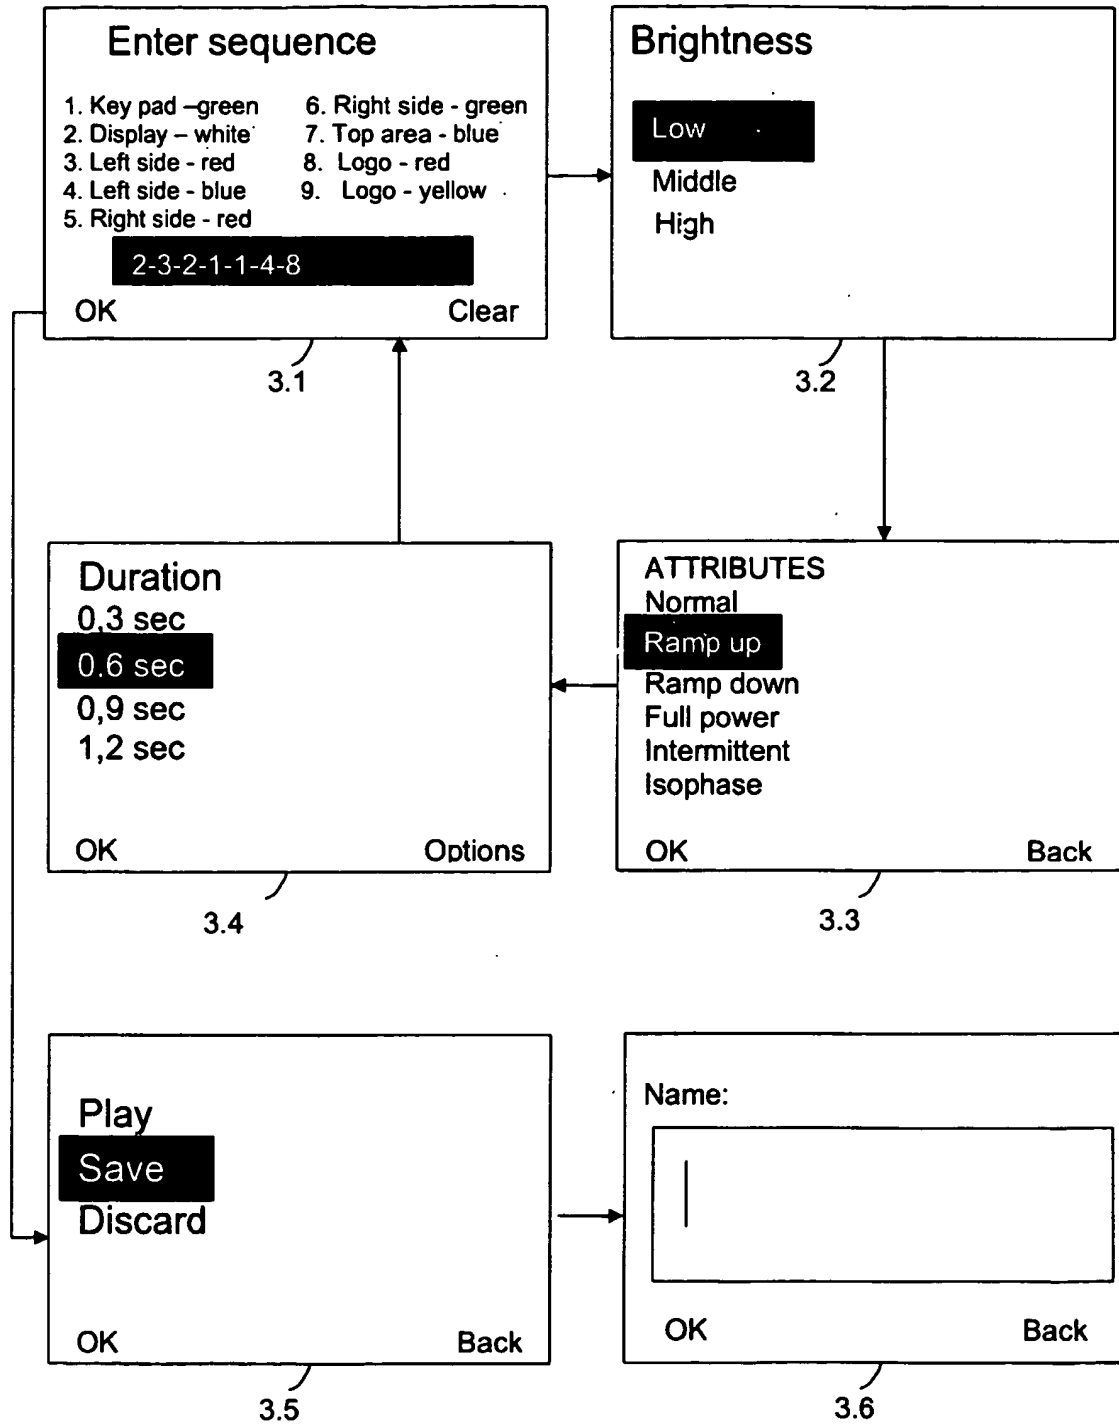 Enter sequence
1. Key pad –green
2. Display – white
3. Left side - red
4. Left side - blue
5. Right side - red
6. Right side - green
7. Top area - blue
8. Logo - red
9. Logo - yellow
2-3-2-1-1-4-8
OK Clear
3.1
Brightness
Low
Middle
High
3.2
Duration
0,3 sec
0.6 sec
0,9 sec
1,2 sec
OK Options
3.4
ATTRIBUTES
Normal
Ramp up
Ramp down
Full power
Intermittent
Isophase
OK Back
3.3
Play
Save
Discard
OK Back
3.5
Name:
OK Back
3.6